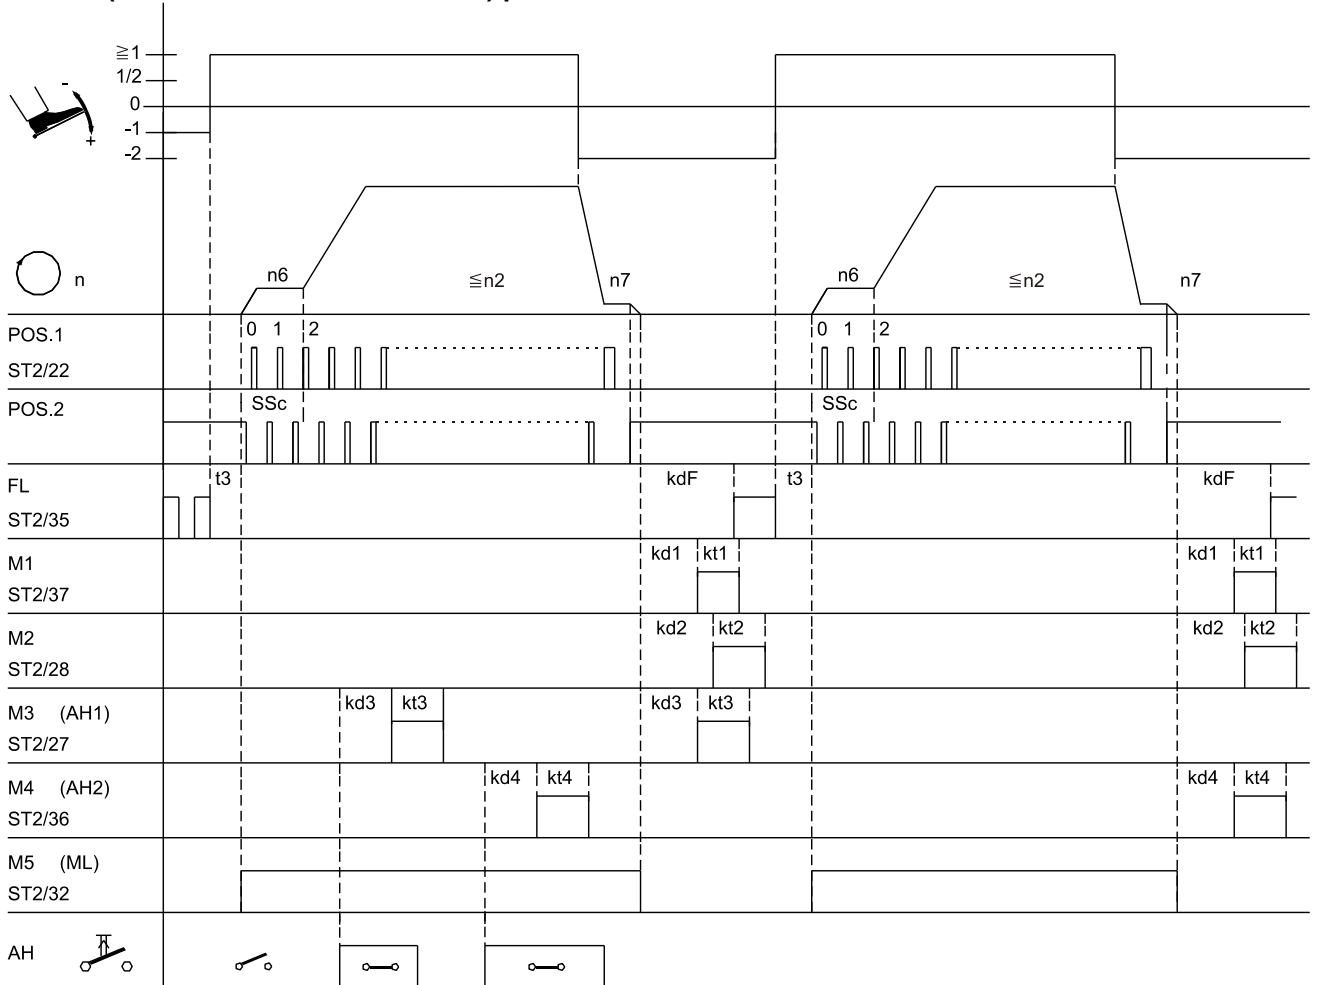 ≧1
1/2
0
-1
-2
-
+
n
n6
≦n2
n7
n6
≦n2
n7
POS.1
0 1 2
0 1 2
ST2/22
POS.2
SSc
SSc
FL
t3
kdF
t3
kdF
ST2/35
M1
kd1 kt1
kd1 kt1
ST2/37
M2
kd2 kt2
kd2 kt2
ST2/28
M3 (AH1)
kd3 kt3
kd3 kt3
ST2/27
M4 (AH2)
kd4 kt4
kd4 kt4
ST2/36
M5 (ML)
ST2/32
AH